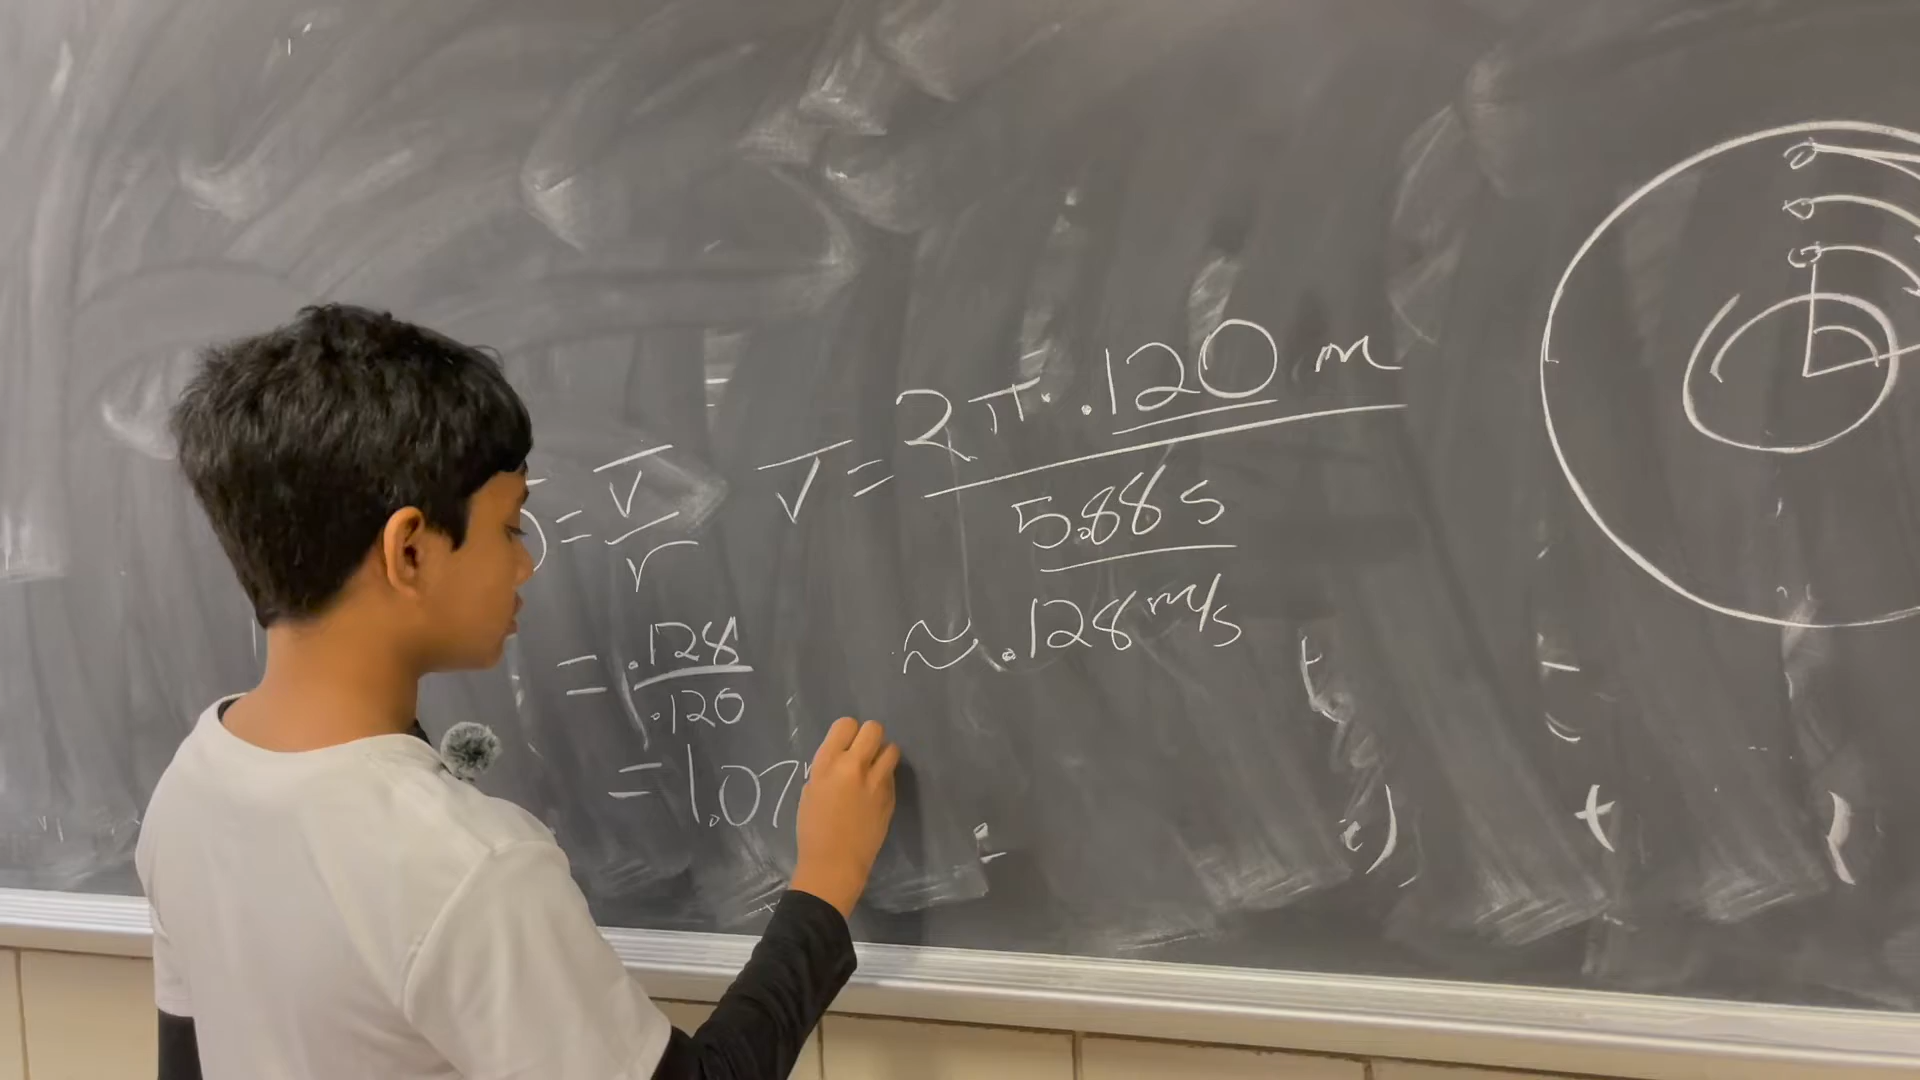 = v̅/r
= .128/.120
= 1.07
v̅ = 2π · .120 m / 5.88 s
≈ .128 m/s